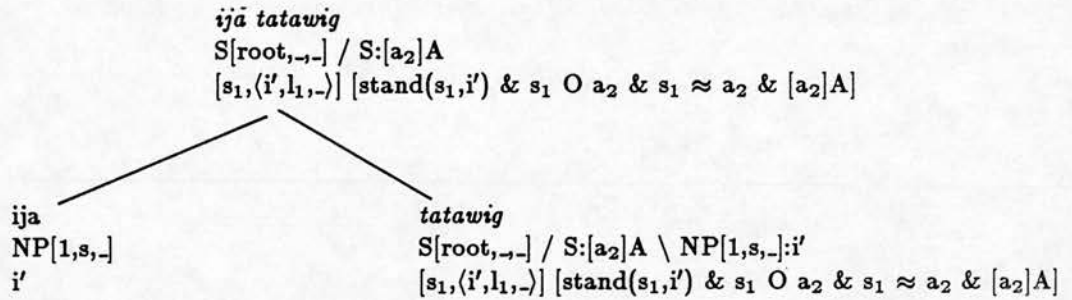 ijā tatawig
S[root,_,_] / S:[a₂]A
[s₁,⟨i′,l₁,_⟩] [stand(s₁,i′) & s₁ O a₂ & s₁ ≈ a₂ & [a₂]A]
ija
NP[1,s,_]
i′
tatawig
S[root,_,_] / S:[a₂]A \ NP[1,s,_]:i′
[s₁,⟨i′,l₁,_⟩] [stand(s₁,i′) & s₁ O a₂ & s₁ ≈ a₂ & [a₂]A]